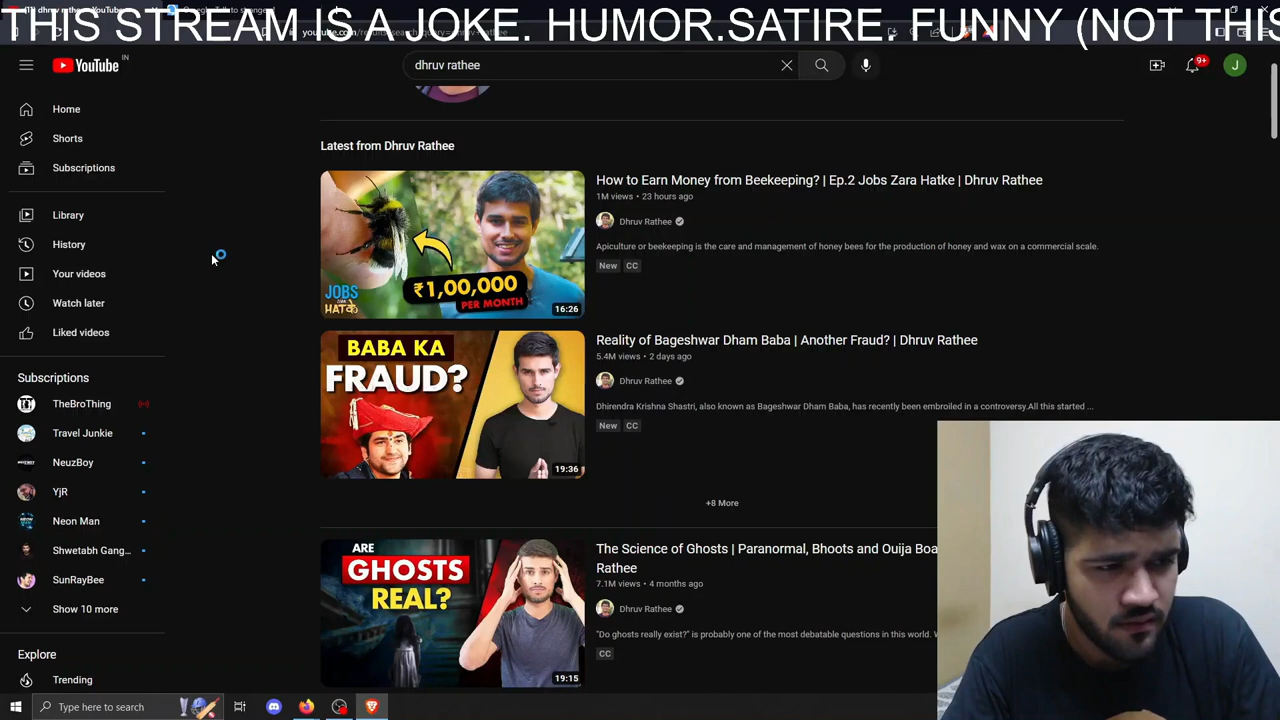 THIS STREAM IS A JOKE. HUMOR.SATIRE. FUNNY (NOT THIS
YouTube IN
dhruv rathee
9+
J
Home
Shorts
Subscriptions
Library
History
Your videos
Watch later
Liked videos
Subscriptions
TheBroThing
Travel Junkie
NeuzBoy
YjR
Neon Man
Shwetabh Gang...
SunRayBee
Show 10 more
Explore
Trending
Latest from Dhruv Rathee
₹1,00,000
PER MONTH
JOBS
ZARA
HATकE
16:26
How to Earn Money from Beekeeping? | Ep.2 Jobs Zara Hatke | Dhruv Rathee
1M views • 23 hours ago
Dhruv Rathee
Apiculture or beekeeping is the care and management of honey bees for the production of honey and wax on a commercial scale.
New CC
BABA KA
FRAUD?
19:36
Reality of Bageshwar Dham Baba | Another Fraud? | Dhruv Rathee
5.4M views • 2 days ago
Dhruv Rathee
Dhirendra Krishna Shastri, also known as Bageshwar Dham Baba, has recently been embroiled in a controversy.All this started ...
New CC
+8 More
ARE
GHOSTS
REAL?
19:15
The Science of Ghosts | Paranormal, Bhoots and Ouija Boa
Rathee
7.1M views • 4 months ago
Dhruv Rathee
"Do ghosts really exist?" is probably one of the most debatable questions in this world.
CC
Type here to search